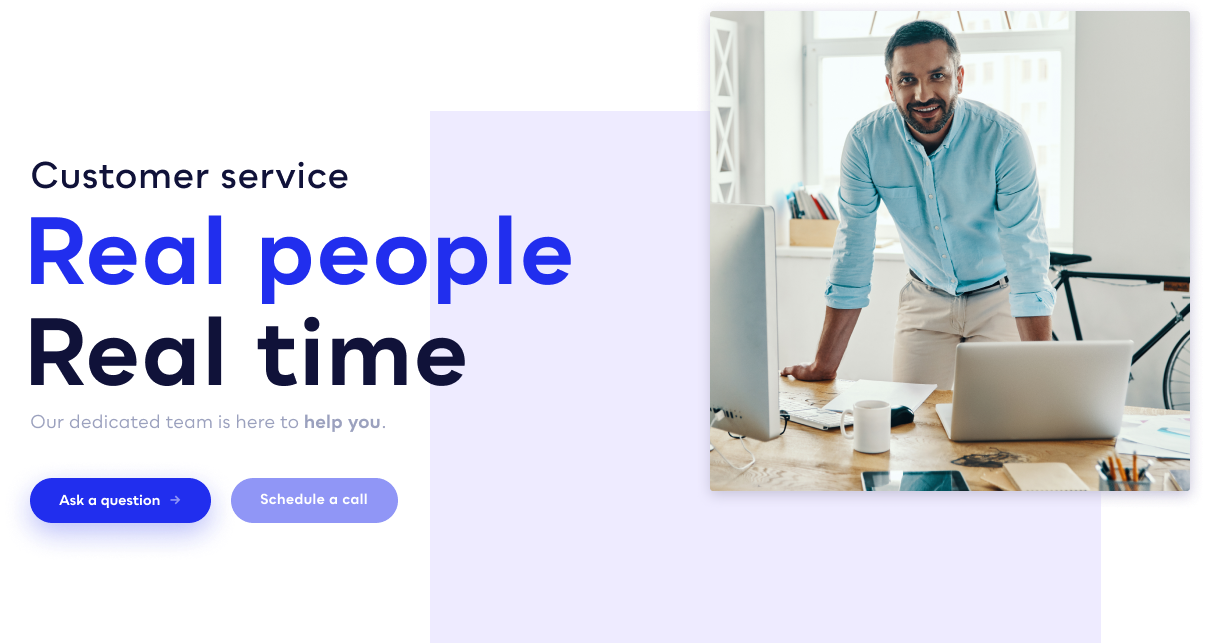 Customer service
Real people
Real time
Our dedicated team is here to help you.
Ask a question →
Schedule a call